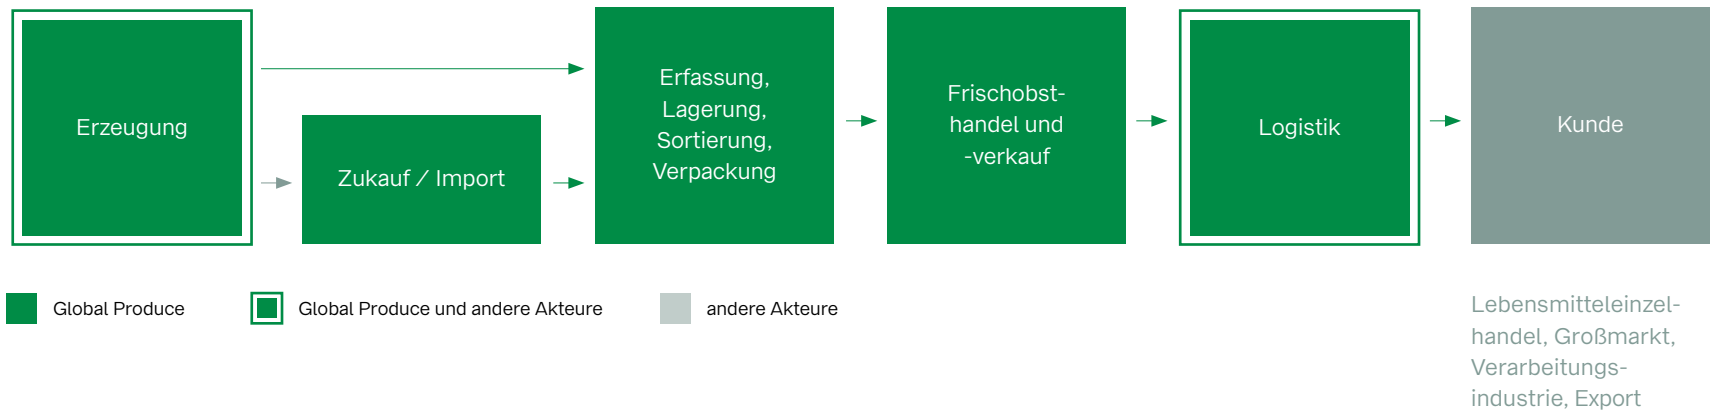 Erzeugung
Zukauf / Import
Erfassung,
Lagerung,
Sortierung,
Verpackung
Frischobst-
handel und
-verkauf
Logistik
Kunde
Global Produce
Global Produce und andere Akteure
andere Akteure
Lebensmitteleinzel-
handel, Großmarkt,
Verarbeitungs-
industrie, Export